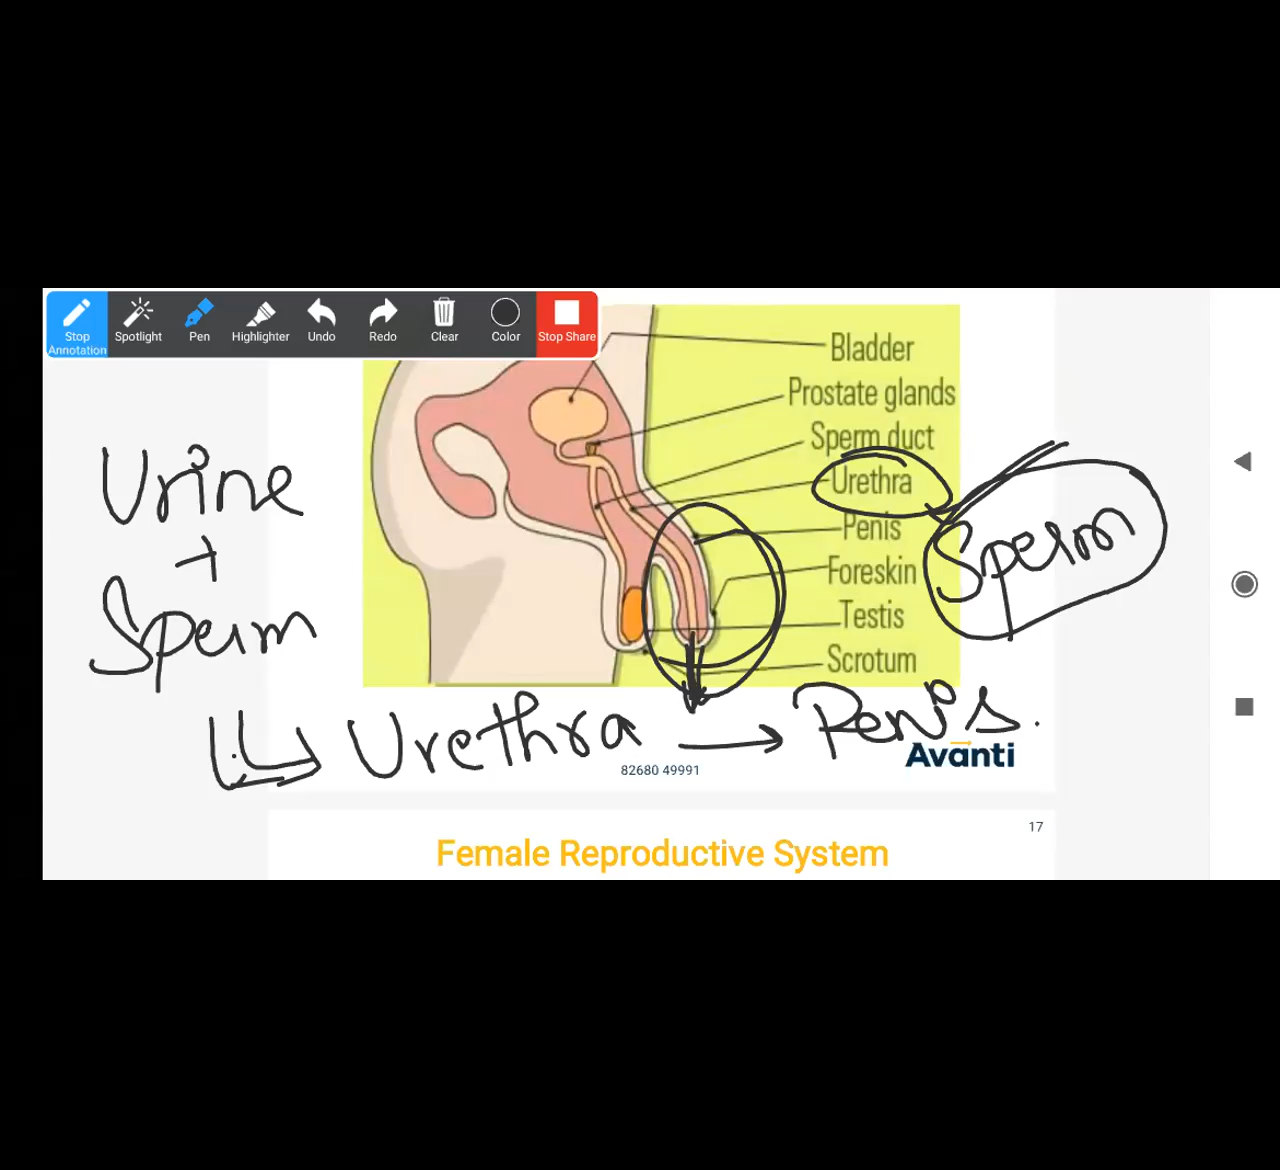 Stop Annotation
Spotlight
Pen
Highlighter
Undo
Redo
Clear
Color
Stop Share
Bladder
Prostate glands
Sperm duct
Urethra
Penis
Foreskin
Testis
Scrotum
Sperm
Urine
+
Sperm
Urethra → Penis.
Avanti
82680 49991
17
Female Reproductive System